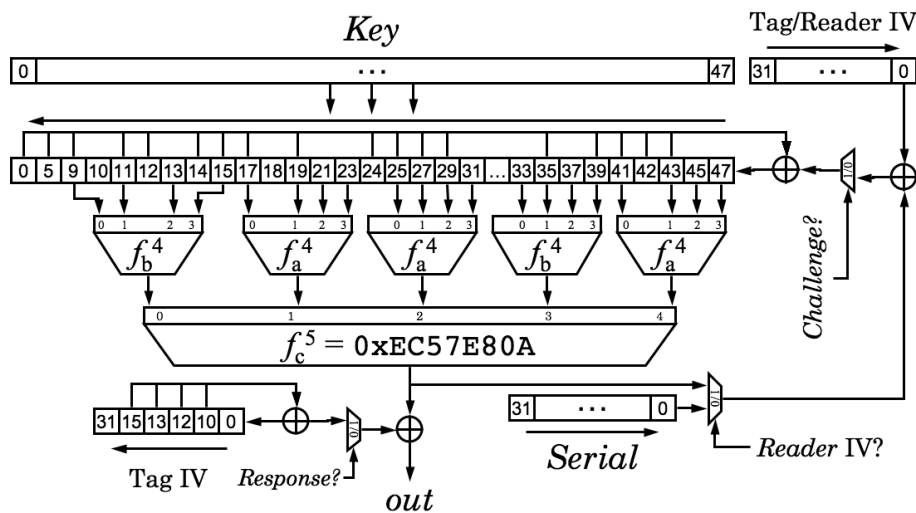 Key
Tag/Reader IV
0 ... 47
31 ... 0
0 5 9 10 11 12 13 14 15 17 18 19 21 23 24 25 27 29 31 ... 33 35 37 39 41 42 43 45 47
1/0
Challenge?
0 1 2 3
0 1 2 3
0 1 2 3
0 1 2 3
0 1 2 3
f_b^4
f_a^4
f_a^4
f_b^4
f_a^4
0 1 2 3 4
f_c^5 = 0xEC57E80A
31 15 13 12 10 0
1/0
31 ... 0
1/0
Tag IV
Response?
out
Serial
Reader IV?